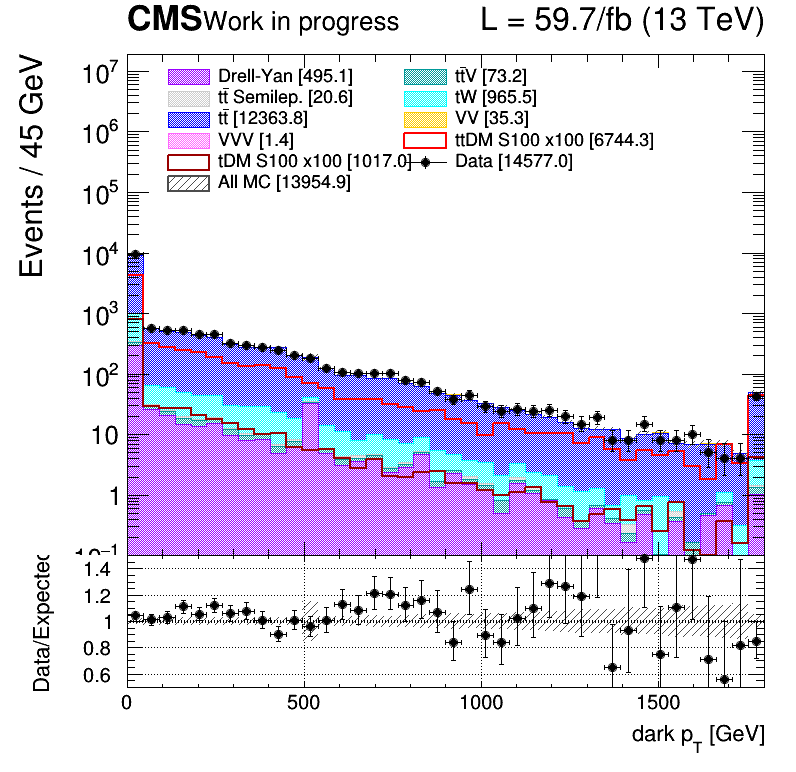 CMS Work in progress L = 59.7/fb (13 TeV)
Events / 45 GeV
10⁷
10⁶
10⁵
10⁴
10³
10²
10
1
10⁻¹
Drell-Yan [495.1]
tt̄ Semilep. [20.6]
tt̄ [12363.8]
VVV [1.4]
tDM S100 x100 [1017.0]
All MC [13954.9]
tt̄V [73.2]
tW [965.5]
VV [35.3]
ttDM S100 x100 [6744.3]
Data [14577.0]
Data/Expected
1.4
1.2
1
0.8
0.6
0 500 1000 1500
dark p_T [GeV]